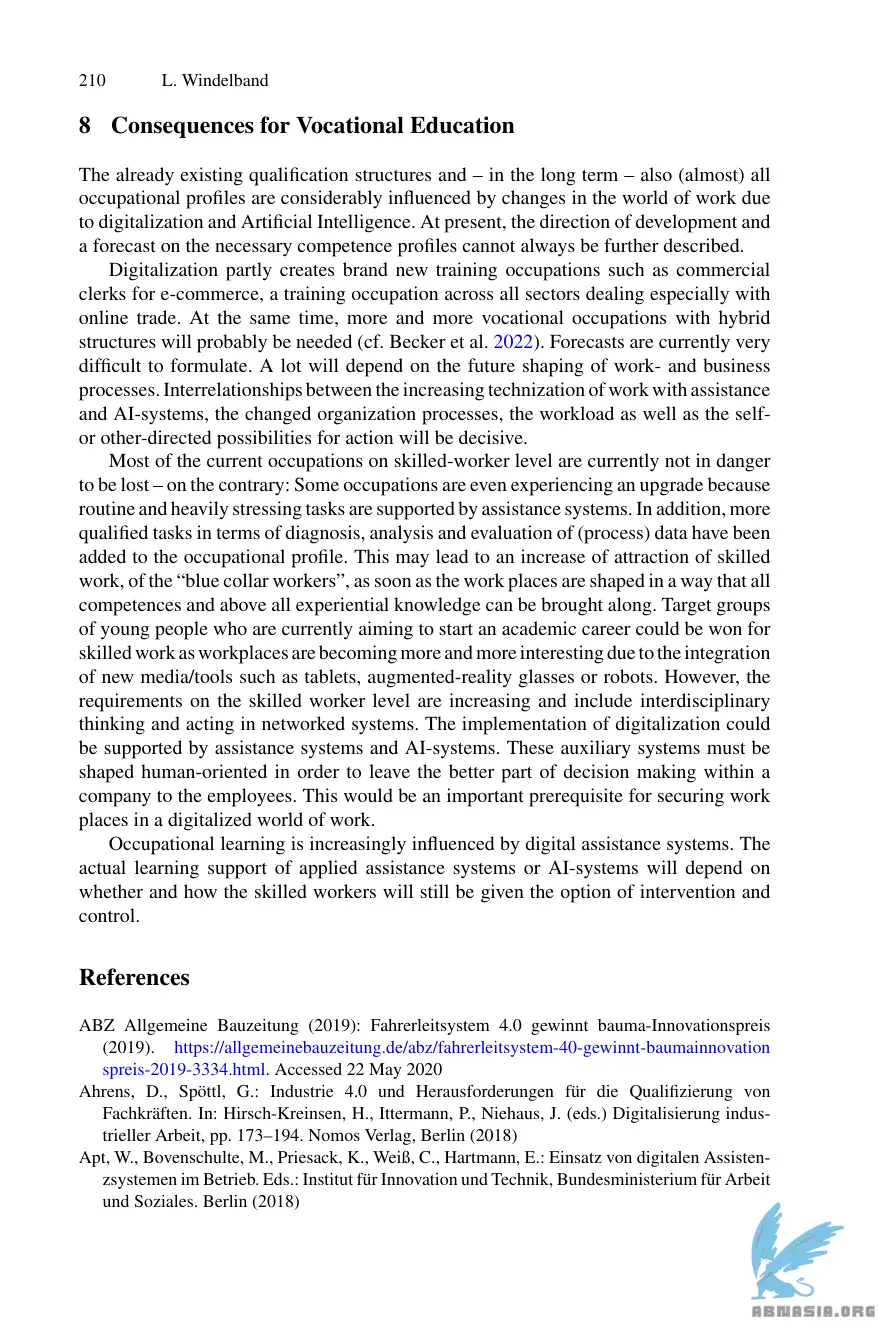 210 L. Windelband
8 Consequences for Vocational Education
The already existing qualification structures and – in the long term – also (almost) all
occupational profiles are considerably influenced by changes in the world of work due
to digitalization and Artificial Intelligence. At present, the direction of development and
a forecast on the necessary competence profiles cannot always be further described.
Digitalization partly creates brand new training occupations such as commercial
clerks for e-commerce, a training occupation across all sectors dealing especially with
online trade. At the same time, more and more vocational occupations with hybrid
structures will probably be needed (cf. Becker et al. 2022). Forecasts are currently very
difficult to formulate. A lot will depend on the future shaping of work- and business
processes. Interrelationships between the increasing technization of work with assistance
and AI-systems, the changed organization processes, the workload as well as the self-
or other-directed possibilities for action will be decisive.
Most of the current occupations on skilled-worker level are currently not in danger
to be lost – on the contrary: Some occupations are even experiencing an upgrade because
routine and heavily stressing tasks are supported by assistance systems. In addition, more
qualified tasks in terms of diagnosis, analysis and evaluation of (process) data have been
added to the occupational profile. This may lead to an increase of attraction of skilled
work, of the “blue collar workers”, as soon as the work places are shaped in a way that all
competences and above all experiential knowledge can be brought along. Target groups
of young people who are currently aiming to start an academic career could be won for
skilled work as workplaces are becoming more and more interesting due to the integration
of new media/tools such as tablets, augmented-reality glasses or robots. However, the
requirements on the skilled worker level are increasing and include interdisciplinary
thinking and acting in networked systems. The implementation of digitalization could
be supported by assistance systems and AI-systems. These auxiliary systems must be
shaped human-oriented in order to leave the better part of decision making within a
company to the employees. This would be an important prerequisite for securing work
places in a digitalized world of work.
Occupational learning is increasingly influenced by digital assistance systems. The
actual learning support of applied assistance systems or AI-systems will depend on
whether and how the skilled workers will still be given the option of intervention and
control.
References
ABZ Allgemeine Bauzeitung (2019): Fahrerleitsystem 4.0 gewinnt bauma-Innovationspreis
(2019). https://allgemeinebauzeitung.de/abz/fahrerleitsystem-40-gewinnt-baumainnovation
spreis-2019-3334.html. Accessed 22 May 2020
Ahrens, D., Spöttl, G.: Industrie 4.0 und Herausforderungen für die Qualifizierung von
Fachkräften. In: Hirsch-Kreinsen, H., Ittermann, P., Niehaus, J. (eds.) Digitalisierung indus-
trieller Arbeit, pp. 173–194. Nomos Verlag, Berlin (2018)
Apt, W., Bovenschulte, M., Priesack, K., Weiß, C., Hartmann, E.: Einsatz von digitalen Assisten-
zsystemen im Betrieb. Eds.: Institut für Innovation und Technik, Bundesministerium für Arbeit
und Soziales. Berlin (2018)
ABNASIA.ORG